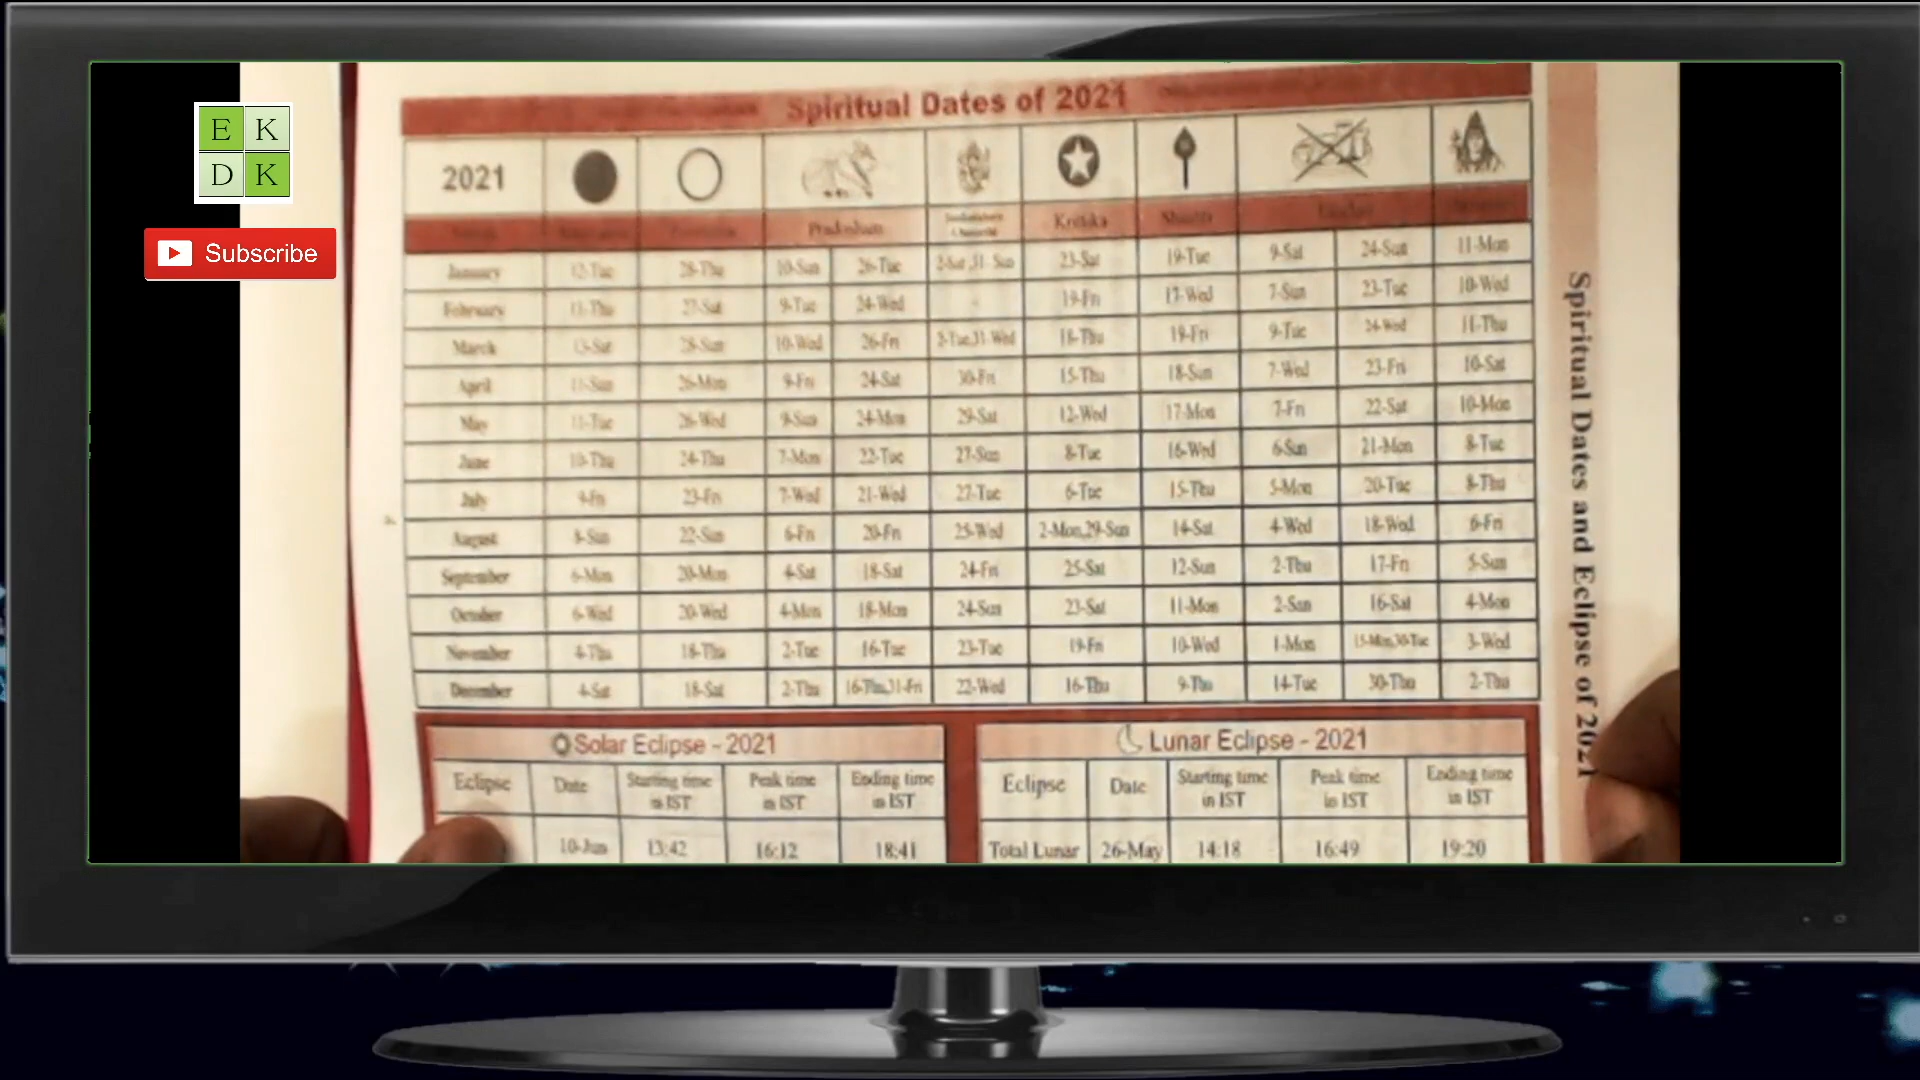 E K
D K
Subscribe
Spiritual Dates of 2021
2021
Pradosham Kretika Shashti
January 12-Tue 28-Thu 10-Sun 26-Tue 2-Sat,31-Sun 23-Sat 19-Tue 9-Sat 24-Sun 11-Mon
February 11-Thu 27-Sat 9-Tue 24-Wed - 19-Fri 17-Wed 7-Sun 23-Tue 10-Wed
March 13-Sat 28-Sun 10-Wed 26-Fri 2-Tue,31-Wed 18-Thu 19-Fri 9-Tue 24-Wed 11-Thu
April 11-Sun 26-Mon 9-Fri 24-Sat 30-Fri 15-Thu 18-Sun 7-Wed 23-Fri 10-Sat
May 11-Tue 26-Wed 9-Sun 24-Mon 29-Sat 12-Wed 17-Mon 7-Fri 22-Sat 10-Mon
June 10-Thu 24-Thu 7-Mon 22-Tue 27-Sun 8-Tue 16-Wed 6-Sun 21-Mon 8-Tue
July 9-Fri 23-Fri 7-Wed 21-Wed 27-Tue 6-Tue 15-Thu 5-Mon 20-Tue 8-Thu
August 8-Sun 22-Sun 6-Fri 20-Fri 25-Wed 2-Mon,29-Sun 14-Sat 4-Wed 18-Wed 6-Fri
September 6-Mon 20-Mon 4-Sat 18-Sat 24-Fri 25-Sat 12-Sun 2-Thu 17-Fri 5-Sun
October 6-Wed 20-Wed 4-Mon 18-Mon 24-Sun 23-Sat 11-Mon 2-Sun 16-Sat 4-Mon
November 4-Thu 18-Thu 2-Tue 16-Tue 23-Tue 19-Fri 10-Wed 1-Mon 15-Mon,30-Tue 3-Wed
December 4-Sat 18-Sat 2-Thu 16-Thu,31-Fri 22-Wed 16-Thu 9-Thu 14-Tue 30-Thu 2-Thu
Solar Eclipse - 2021
Eclipse Date Starting time in IST Peak time in IST Ending time in IST
10-Jun 13:42 16:12 18:41
Lunar Eclipse - 2021
Eclipse Date Starting time in IST Peak time in IST Ending time in IST
Total Lunar 26-May 14:18 16:49 19:20
Spiritual Dates and Eclipse of 2021